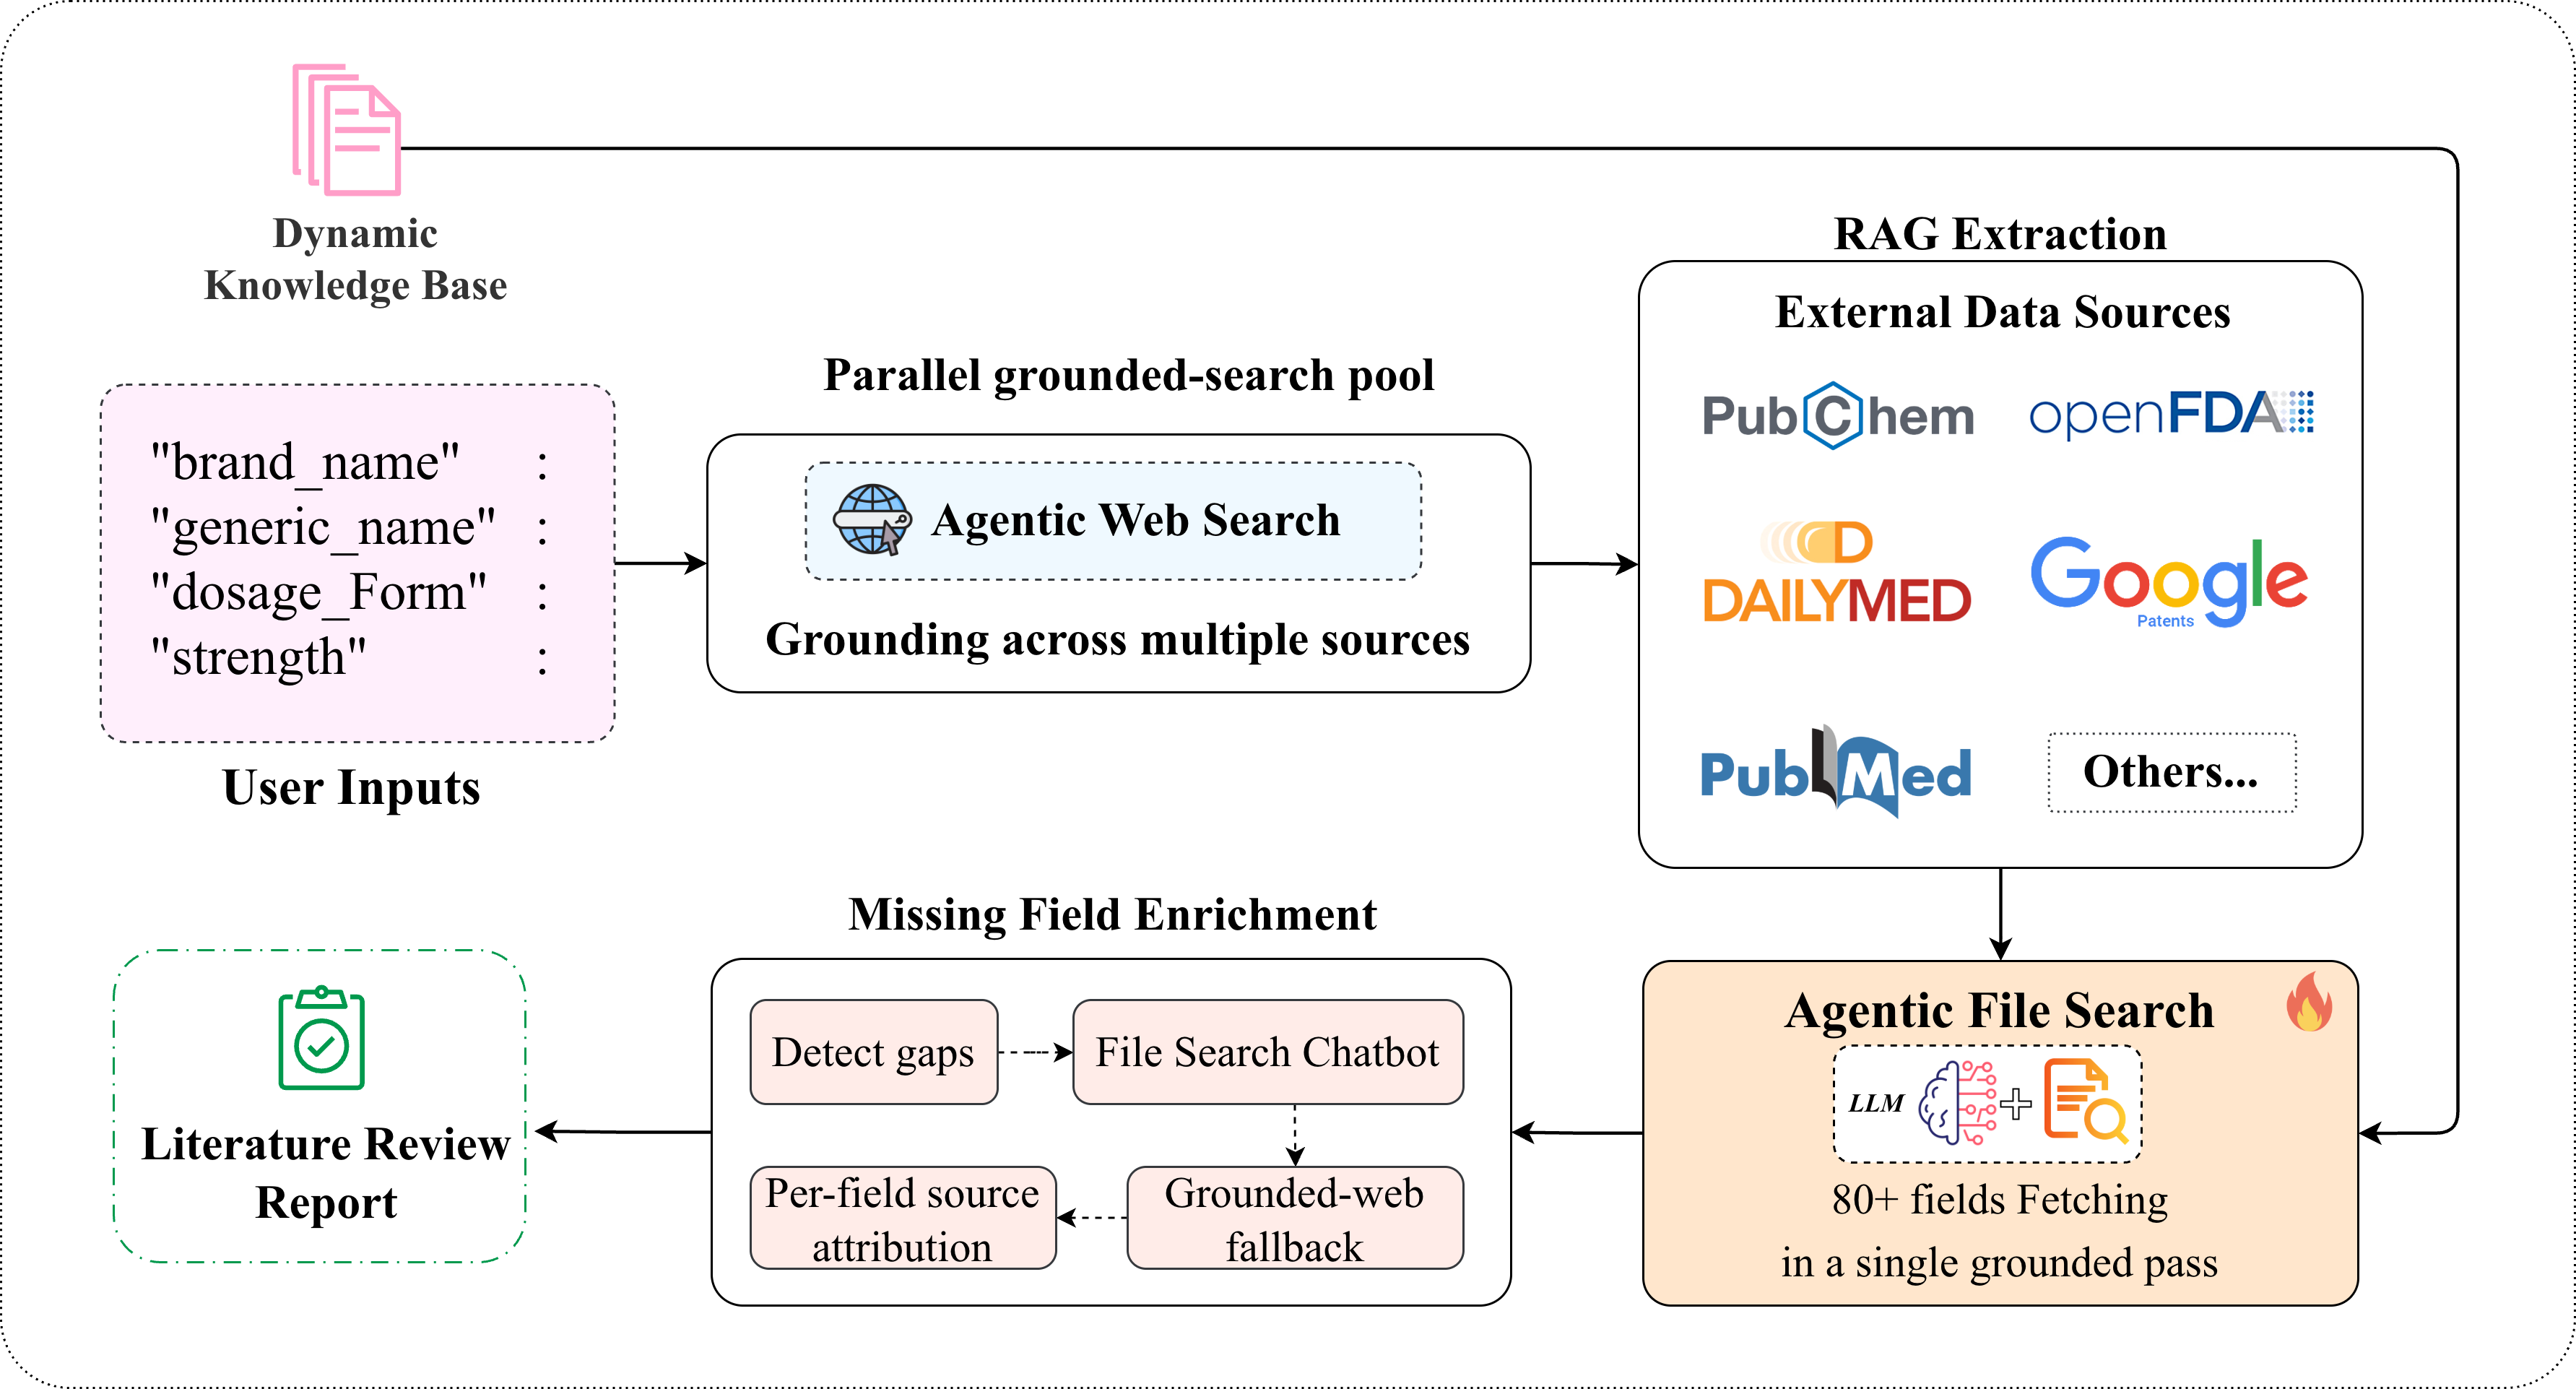 Dynamic
Knowledge Base
"brand_name" :
"generic_name" :
"dosage_Form" :
"strength" :
User Inputs
Parallel grounded-search pool
Agentic Web Search
Grounding across multiple sources
RAG Extraction
External Data Sources
PubChem
openFDA
DAILYMED
Google
Patents
PubMed
Others...
Agentic File Search
LLM
80+ fields Fetching
in a single grounded pass
Missing Field Enrichment
Detect gaps
File Search Chatbot
Grounded-web
fallback
Per-field source
attribution
Literature Review
Report